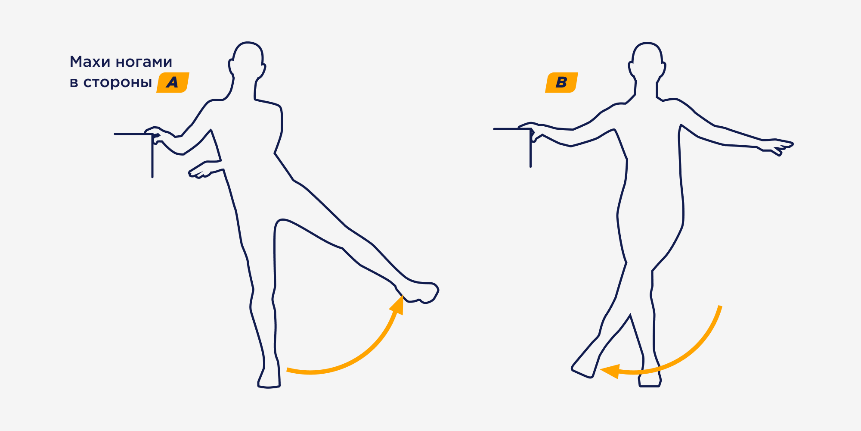 Махи ногами
в стороны A
B